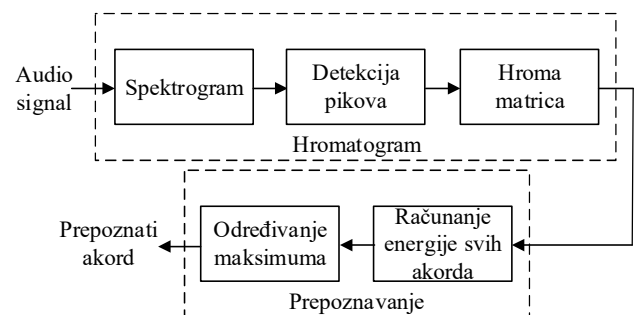 Audio
signal
Spektrogram
Detekcija
pikova
Hroma
matrica
Hromatogram
Prepoznati
akord
Određivanje
maksimuma
Računanje
energije svih
akorda
Prepoznavanje